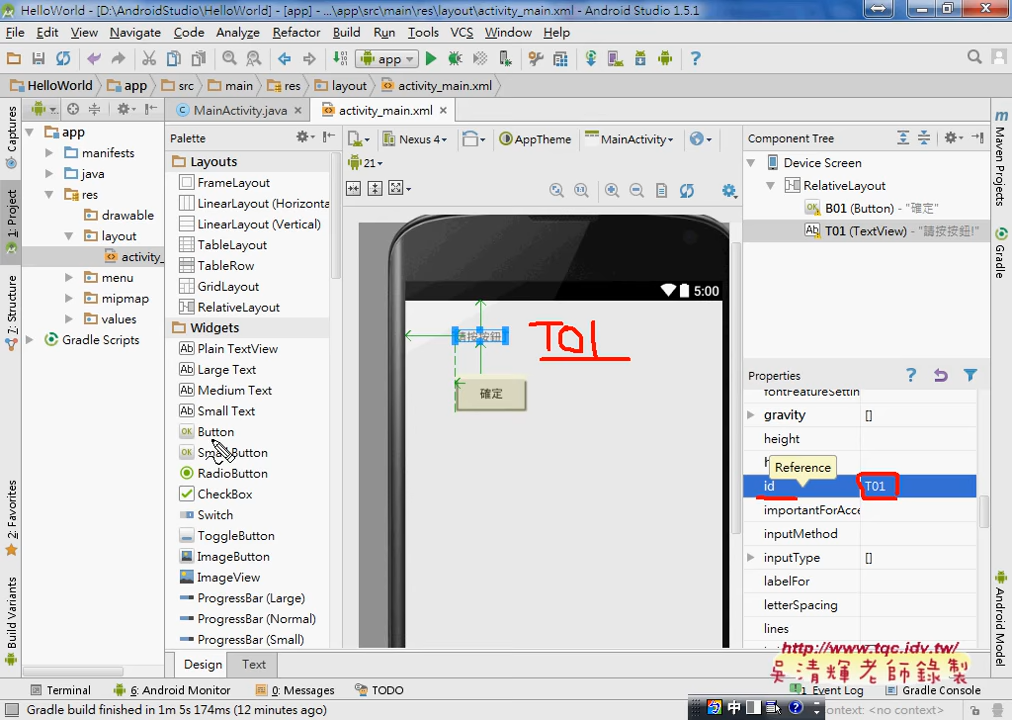 HelloWorld - [D:\AndroidStudio\HelloWorld] - [app] - ...\app\src\main\res\layout\activity_main.xml - Android Studio 1.5.1
File Edit View Navigate Code Analyze Refactor Build Run Tools VCS Window Help
app
HelloWorld app src main res layout activity_main.xml
MainActivity.java activity_main.xml
Captures
1: Project
2: Structure
2: Favorites
Build Variants
app
manifests
java
res
drawable
layout
activity_
menu
mipmap
values
Gradle Scripts
Palette
Layouts
FrameLayout
LinearLayout (Horizonta
LinearLayout (Vertical)
TableLayout
TableRow
GridLayout
RelativeLayout
Widgets
Plain TextView
Large Text
Medium Text
Small Text
Button
Small Button
RadioButton
CheckBox
Switch
ToggleButton
ImageButton
ImageView
ProgressBar (Large)
ProgressBar (Normal)
ProgressBar (Small)
Design Text
Nexus 4 AppTheme MainActivity
21
5:00
請按按鈕!
T01
確定
Component Tree
Device Screen
RelativeLayout
OK B01 (Button) - "確定"
Ab T01 (TextView) - "請按按鈕!"
Properties
fontFeatureSettin
gravity []
height
Reference
id T01
importantForAcce
inputMethod
inputType []
labelFor
letterSpacing
lines
Maven Projects
Gradle
Android Model
http://www.tqc.idv.tw/
吳清輝老師錄製
Terminal 6: Android Monitor 0: Messages TODO 1 Event Log Gradle Console
Gradle build finished in 1m 5s 174ms (12 minutes ago)
中
ontext: <no context>